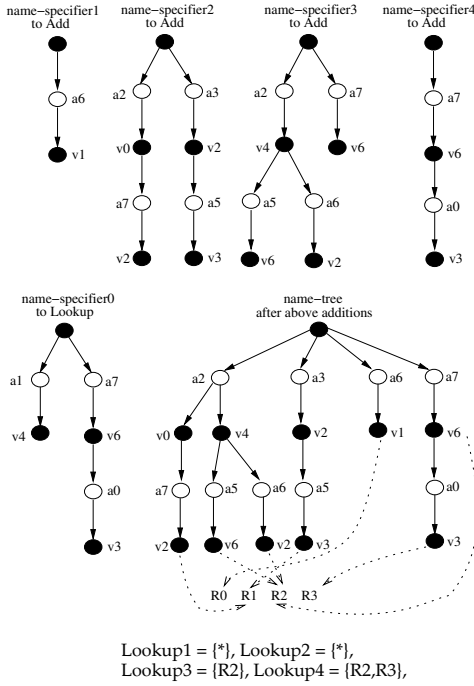 name-specifier1 name-specifier2 name-specifier3 name-specifier4
to Add to Add to Add to Add
a6
v1
a2 a3
v0 v2
a7 a5
v2 v3
a2 a7
v4 v6
a5 a6
v6 v2
a7
v6
a0
v3
name-specifier0
to Lookup
a1 a7
v4 v6
a0
v3
name-tree
after above additions
a2 a3 a6 a7
v0 v4 v2 v1 v6
a7 a5 a6 a5 a0
v2 v6 v2 v3 v3
R0 R1 R2 R3
Lookup1 = {*}, Lookup2 = {*},
Lookup3 = {R2}, Lookup4 = {R2,R3},